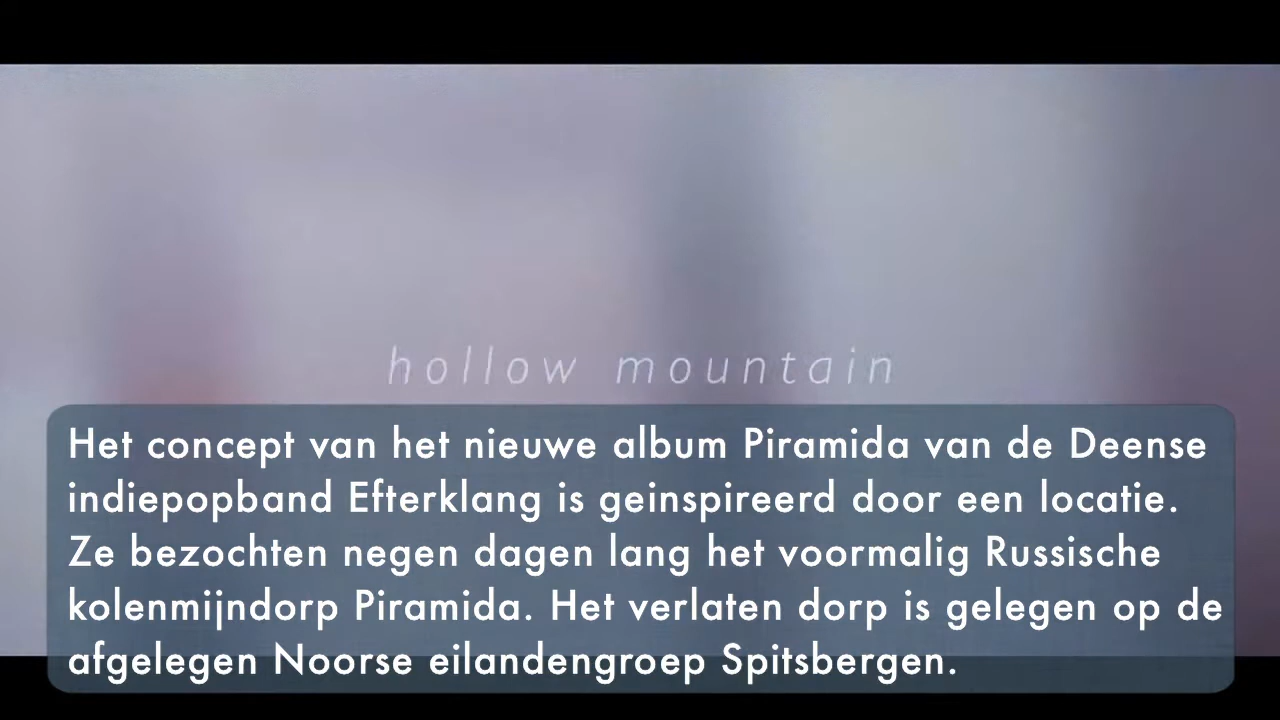 hollow mountain
Het concept van het nieuwe album Piramida van de Deense
indiepopband Efterklang is geinspireerd door een locatie.
Ze bezochten negen dagen lang het voormalig Russische
kolenmijndorp Piramida. Het verlaten dorp is gelegen op de
afgelegen Noorse eilandengroep Spitsbergen.